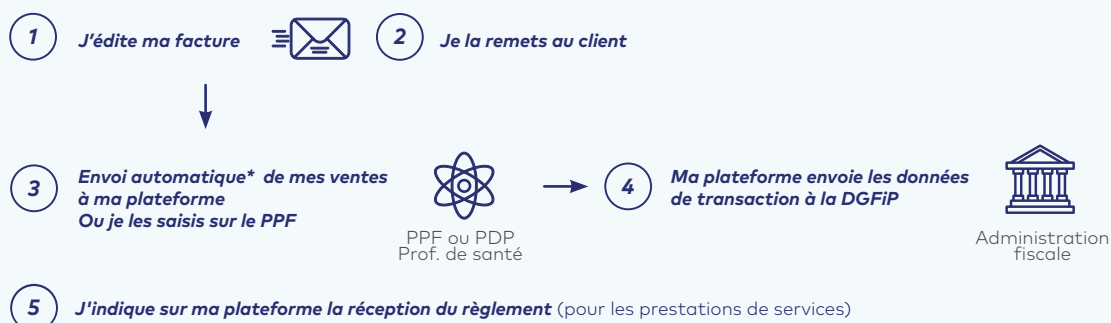 1 J'édite ma facture
2 Je la remets au client
3 Envoi automatique* de mes ventes
à ma plateforme
Ou je les saisis sur le PPF
PPF ou PDP
Prof. de santé
4 Ma plateforme envoie les données
de transaction à la DGFiP
Administration
fiscale
5 J'indique sur ma plateforme la réception du règlement (pour les prestations de services)